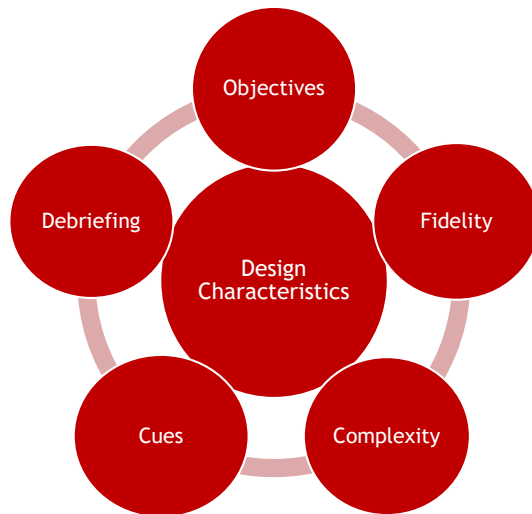 Objectives
Debriefing
Fidelity
Design
Characteristics
Cues
Complexity